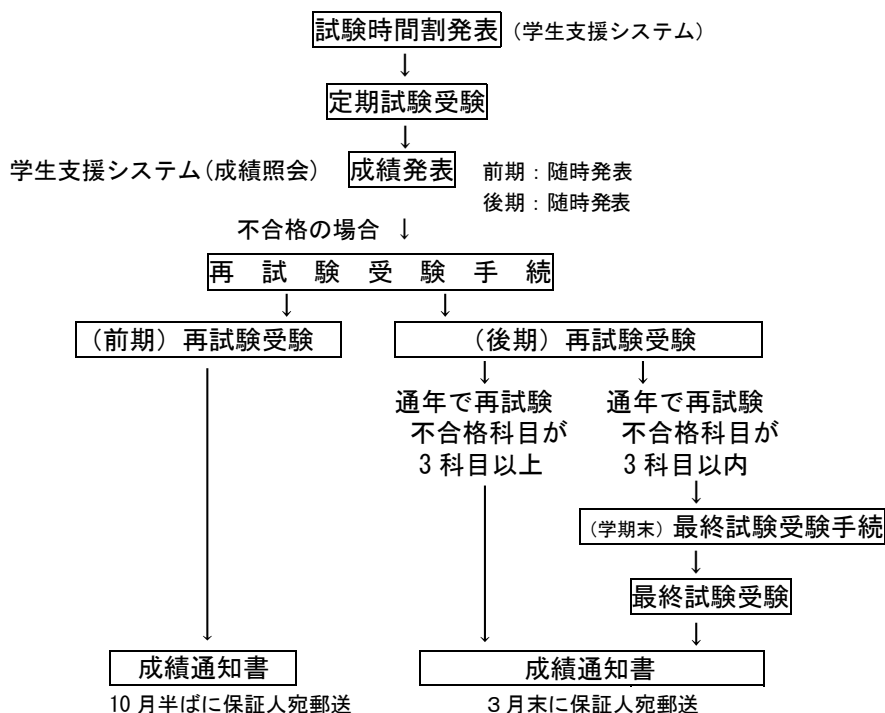 試験時間割発表 (学生支援システム)
↓
定期試験受験
↓
学生支援システム(成績照会) 成績発表 前期:随時発表
後期:随時発表
不合格の場合 ↓
再試験受験手続
↓ ↓
(前期)再試験受験 (後期)再試験受験
↓ ↓
通年で再試験 通年で再試験
不合格科目が 不合格科目が
3科目以上 3科目以内
↓
(学期末)最終試験受験手続
↓
最終試験受験
↓ ↓ ↓
成績通知書 成績通知書
10月半ばに保証人宛郵送 3月末に保証人宛郵送